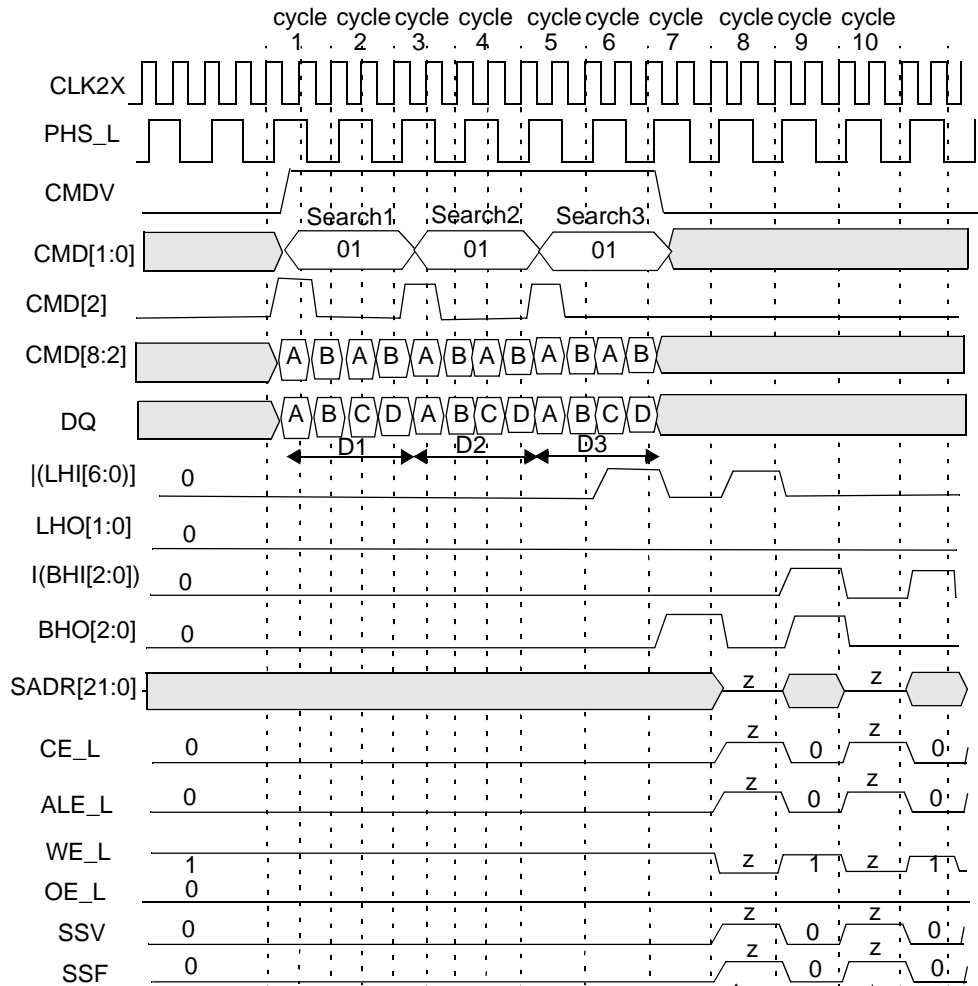 cycle cycle cycle cycle cycle cycle cycle cycle cycle cycle
1 2 3 4 5 6 7 8 9 10
CLK2X
PHS_L
CMDV
Search1 Search2 Search3
CMD[1:0] 01 01 01
CMD[2]
CMD[8:2] A B A B A B A B A B A B
DQ A B C D A B C D A B C D
D1 D2 D3
|(LHI[6:0)] 0
LHO[1:0] 0
I(BHI[2:0]) 0
BHO[2:0] 0
SADR[21:0] z z
CE_L 0 z 0 z 0
ALE_L 0 z 0 z 0
WE_L 1 z 1 z 1
OE_L 0
SSV 0 z 0 z 0
SSF 0 z 0 z 0